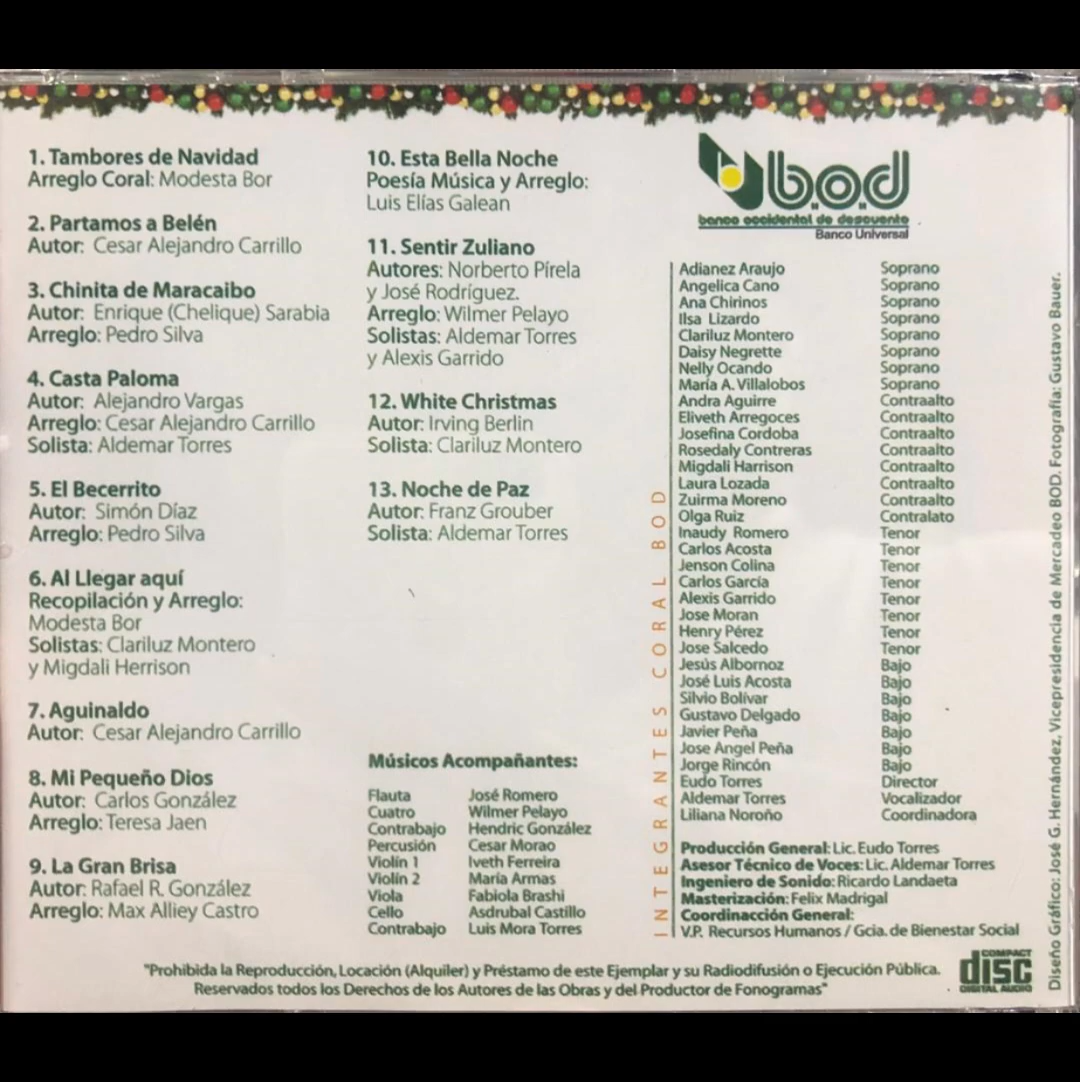 1. Tambores de Navidad
Arreglo Coral: Modesta Bor
2. Partamos a Belén
Autor: Cesar Alejandro Carrillo
3. Chinita de Maracaibo
Autor: Enrique (Chelique) Sarabia
Arreglo: Pedro Silva
4. Casta Paloma
Autor: Alejandro Vargas
Arreglo: Cesar Alejandro Carrillo
Solista: Aldemar Torres
5. El Becerrito
Autor: Simón Díaz
Arreglo: Pedro Silva
6. Al Llegar aquí
Recopilación y Arreglo:
Modesta Bor
Solistas: Clariluz Montero
y Migdali Herrison
7. Aguinaldo
Autor: Cesar Alejandro Carrillo
8. Mi Pequeño Dios
Autor: Carlos González
Arreglo: Teresa Jaen
9. La Gran Brisa
Autor: Rafael R. González
Arreglo: Max Alliey Castro
10. Esta Bella Noche
Poesía Música y Arreglo:
Luis Elías Galean
11. Sentir Zuliano
Autores: Norberto Pírela
y José Rodríguez.
Arreglo: Wilmer Pelayo
Solistas: Aldemar Torres
y Alexis Garrido
12. White Christmas
Autor: Irving Berlin
Solista: Clariluz Montero
13. Noche de Paz
Autor: Franz Grouber
Solista: Aldemar Torres
Músicos Acompañantes:
Flauta José Romero
Cuatro Wilmer Pelayo
Contrabajo Hendric González
Percusión Cesar Morao
Violín 1 Iveth Ferreira
Violín 2 María Armas
Viola Fabiola Brashi
Cello Asdrubal Castillo
Contrabajo Luis Mora Torres
b.o.d
banco occidental de descuento
Banco Universal
INTEGRANTES CORAL BOD
Adianez Araujo Soprano
Angelica Cano Soprano
Ana Chirinos Soprano
Ilsa Lizardo Soprano
Clariluz Montero Soprano
Daisy Negrette Soprano
Nelly Ocando Soprano
María A. Villalobos Soprano
Andra Aguirre Contraalto
Eliveth Arregoces Contraalto
Josefina Cordoba Contraalto
Rosedaly Contreras Contraalto
Migdali Harrison Contraalto
Laura Lozada Contraalto
Zuirma Moreno Contraalto
Olga Ruiz Contralato
Inaudy Romero Tenor
Carlos Acosta Tenor
Jenson Colina Tenor
Carlos García Tenor
Alexis Garrido Tenor
Jose Moran Tenor
Henry Pérez Tenor
Jose Salcedo Tenor
Jesús Albornoz Bajo
José Luis Acosta Bajo
Silvio Bolívar Bajo
Gustavo Delgado Bajo
Javier Peña Bajo
Jose Angel Peña Bajo
Jorge Rincón Bajo
Eudo Torres Director
Aldemar Torres Vocalizador
Liliana Noroño Coordinadora
Producción General: Lic. Eudo Torres
Asesor Técnico de Voces: Lic. Aldemar Torres
Ingeniero de Sonido: Ricardo Landaeta
Masterización: Felix Madrigal
Coordinacción General:
V.P. Recursos Humanos / Gcia. de Bienestar Social
Diseño Gráfico: José G. Hernández, Vicepresidencia de Mercadeo BOD. Fotografía: Gustavo Bauer.
"Prohibida la Reproducción, Locación (Alquiler) y Préstamo de este Ejemplar y su Radiodifusión o Ejecución Pública.
Reservados todos los Derechos de los Autores de las Obras y del Productor de Fonogramas"
COMPACT
disc
DIGITAL AUDIO